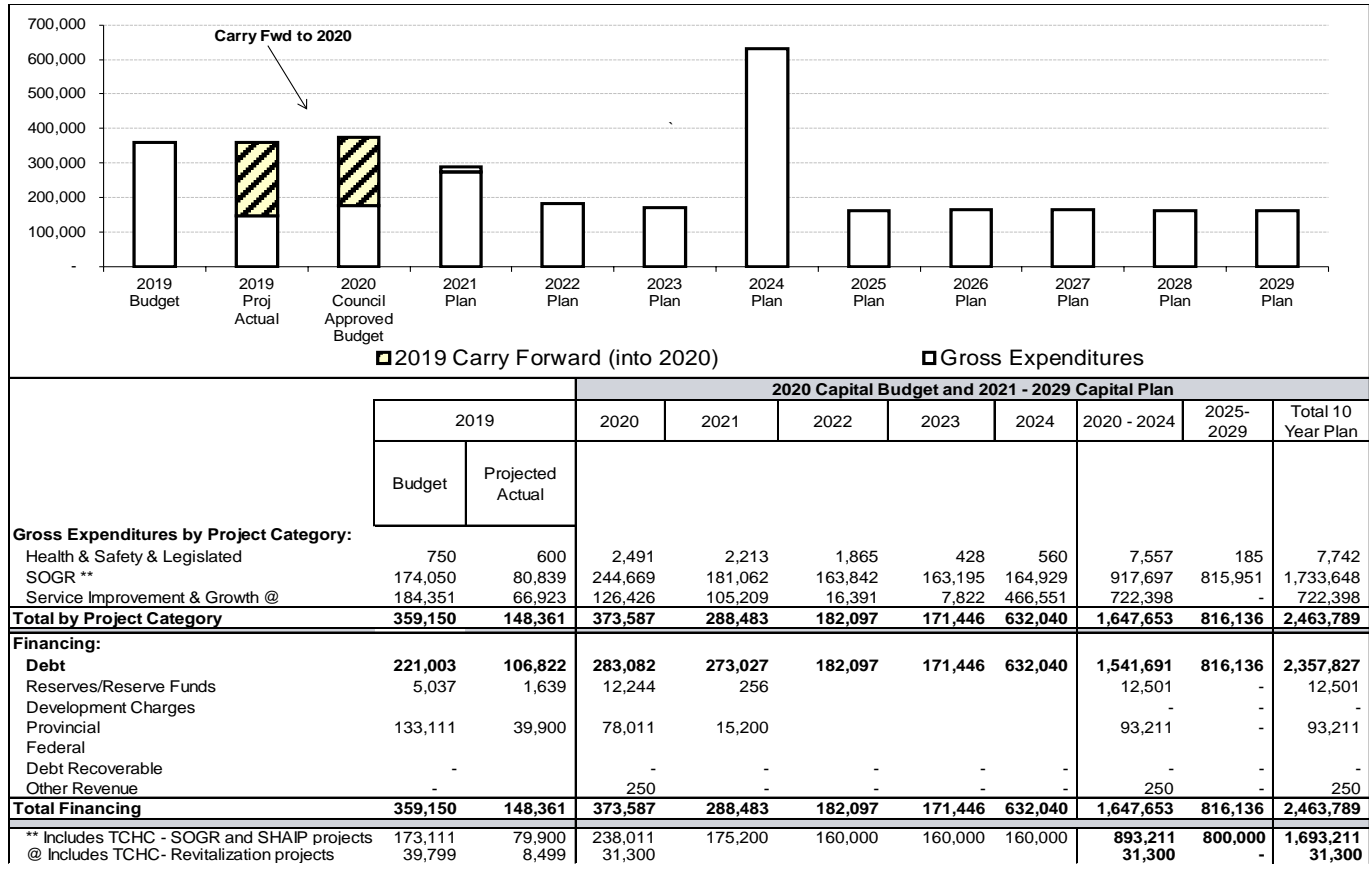 700,000
600,000
500,000
400,000
300,000
200,000
100,000
-
Carry Fwd to 2020
2019 Budget
2019 Proj Actual
2020 Council Approved Budget
2021 Plan
2022 Plan
2023 Plan
2024 Plan
2025 Plan
2026 Plan
2027 Plan
2028 Plan
2029 Plan
2019 Carry Forward (into 2020) Gross Expenditures
2020 Capital Budget and 2021 - 2029 Capital Plan
2019 2020 2021 2022 2023 2024 2020 - 2024 2025-2029 Total 10 Year Plan
Budget Projected Actual
Gross Expenditures by Project Category:
Health & Safety & Legislated 750 600 2,491 2,213 1,865 428 560 7,557 185 7,742
SOGR ** 174,050 80,839 244,669 181,062 163,842 163,195 164,929 917,697 815,951 1,733,648
Service Improvement & Growth @ 184,351 66,923 126,426 105,209 16,391 7,822 466,551 722,398 - 722,398
Total by Project Category 359,150 148,361 373,587 288,483 182,097 171,446 632,040 1,647,653 816,136 2,463,789
Financing:
Debt 221,003 106,822 283,082 273,027 182,097 171,446 632,040 1,541,691 816,136 2,357,827
Reserves/Reserve Funds 5,037 1,639 12,244 256 12,501 - 12,501
Development Charges - - -
Provincial 133,111 39,900 78,011 15,200 93,211 - 93,211
Federal
Debt Recoverable - - - - - - - - -
Other Revenue - 250 - - - - 250 - 250
Total Financing 359,150 148,361 373,587 288,483 182,097 171,446 632,040 1,647,653 816,136 2,463,789
** Includes TCHC - SOGR and SHAIP projects 173,111 79,900 238,011 175,200 160,000 160,000 160,000 893,211 800,000 1,693,211
@ Includes TCHC- Revitalization projects 39,799 8,499 31,300 31,300 - 31,300